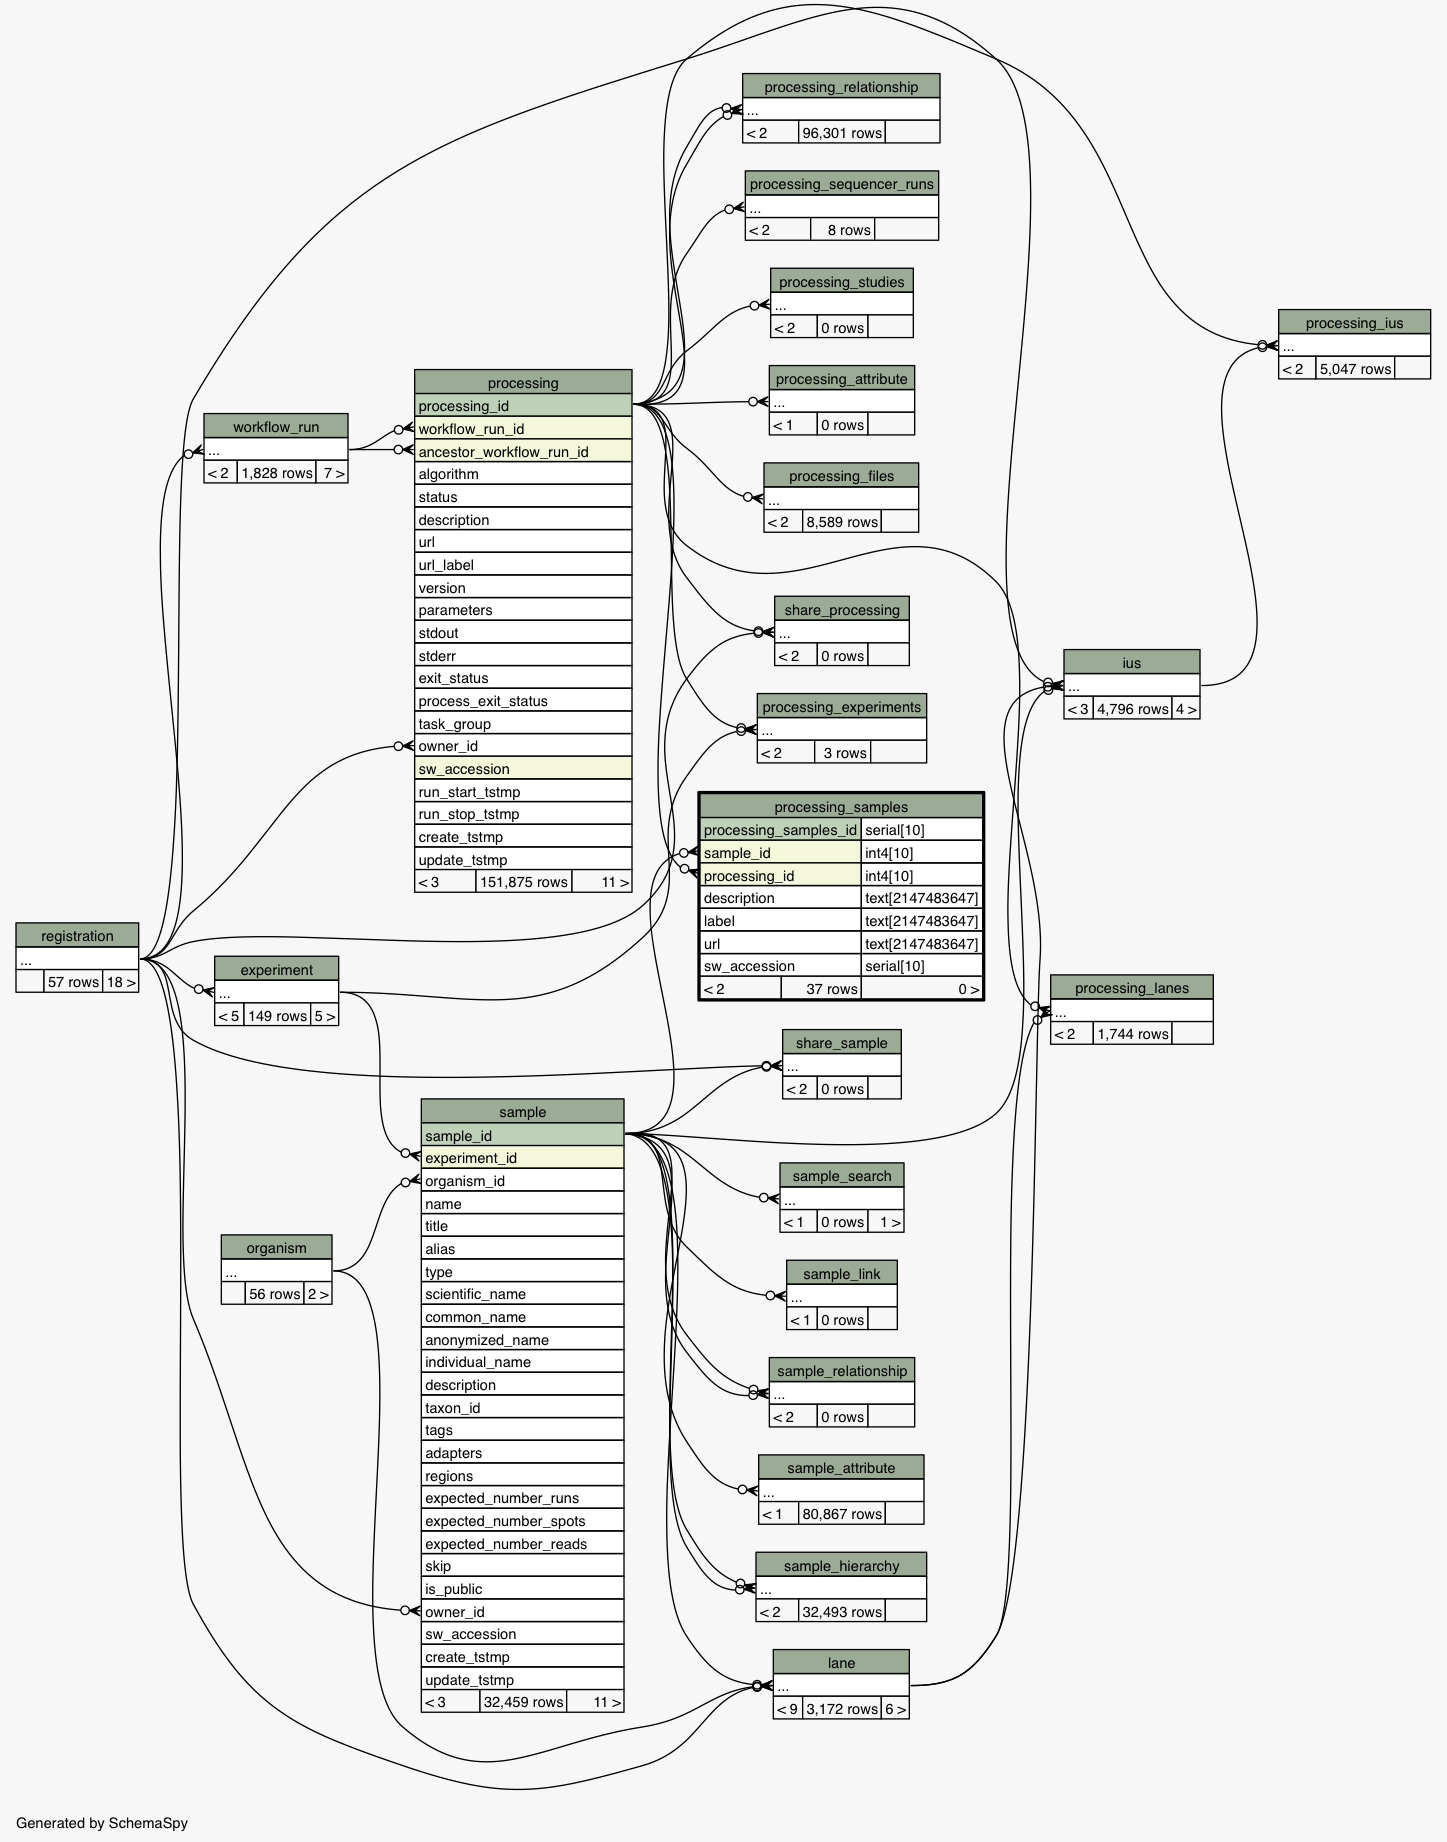 processing_relationship
...
< 2 96,301 rows
processing_sequencer_runs
...
< 2 8 rows
processing_studies
...
< 2 0 rows
processing_ius
...
< 2 5,047 rows
processing_attribute
...
< 1 0 rows
processing
processing_id
workflow_run_id
ancestor_workflow_run_id
algorithm
status
description
url
url_label
version
parameters
stdout
stderr
exit_status
process_exit_status
task_group
owner_id
sw_accession
run_start_tstmp
run_stop_tstmp
create_tstmp
update_tstmp
< 3 151,875 rows 11 >
workflow_run
...
< 2 1,828 rows 7 >
processing_files
...
< 2 8,589 rows
share_processing
...
< 2 0 rows
ius
...
< 3 4,796 rows 4 >
processing_experiments
...
< 2 3 rows
processing_samples
processing_samples_id serial[10]
sample_id int4[10]
processing_id int4[10]
description text[2147483647]
label text[2147483647]
url text[2147483647]
sw_accession serial[10]
< 2 37 rows 0 >
registration
...
57 rows 18 >
experiment
...
< 5 149 rows 5 >
processing_lanes
...
< 2 1,744 rows
share_sample
...
< 2 0 rows
sample
sample_id
experiment_id
organism_id
name
title
alias
type
scientific_name
common_name
anonymized_name
individual_name
description
taxon_id
tags
adapters
regions
expected_number_runs
expected_number_spots
expected_number_reads
skip
is_public
owner_id
sw_accession
create_tstmp
update_tstmp
< 3 32,459 rows 11 >
sample_search
...
< 1 0 rows 1 >
organism
...
56 rows 2 >
sample_link
...
< 1 0 rows
sample_relationship
...
< 2 0 rows
sample_attribute
...
< 1 80,867 rows
sample_hierarchy
...
< 2 32,493 rows
lane
...
< 9 3,172 rows 6 >
Generated by SchemaSpy